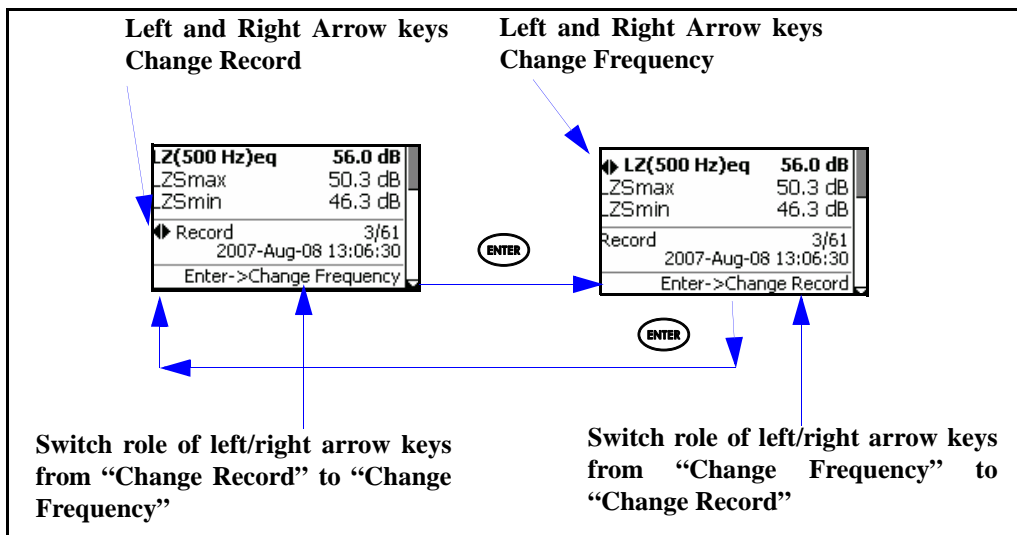 Left and Right Arrow keys
Change Record
Left and Right Arrow keys
Change Frequency
LZ(500 Hz)eq 56.0 dB
LZSmax 50.3 dB
LZSmin 46.3 dB
Record 3/61
2007-Aug-08 13:06:30
Enter->Change Frequency
ENTER
LZ(500 Hz)eq 56.0 dB
LZSmax 50.3 dB
LZSmin 46.3 dB
Record 3/61
2007-Aug-08 13:06:30
Enter->Change Record
ENTER
Switch role of left/right arrow keys
from “Change Record” to “Change
Frequency”
Switch role of left/right arrow keys
from “Change Frequency” to
“Change Record”